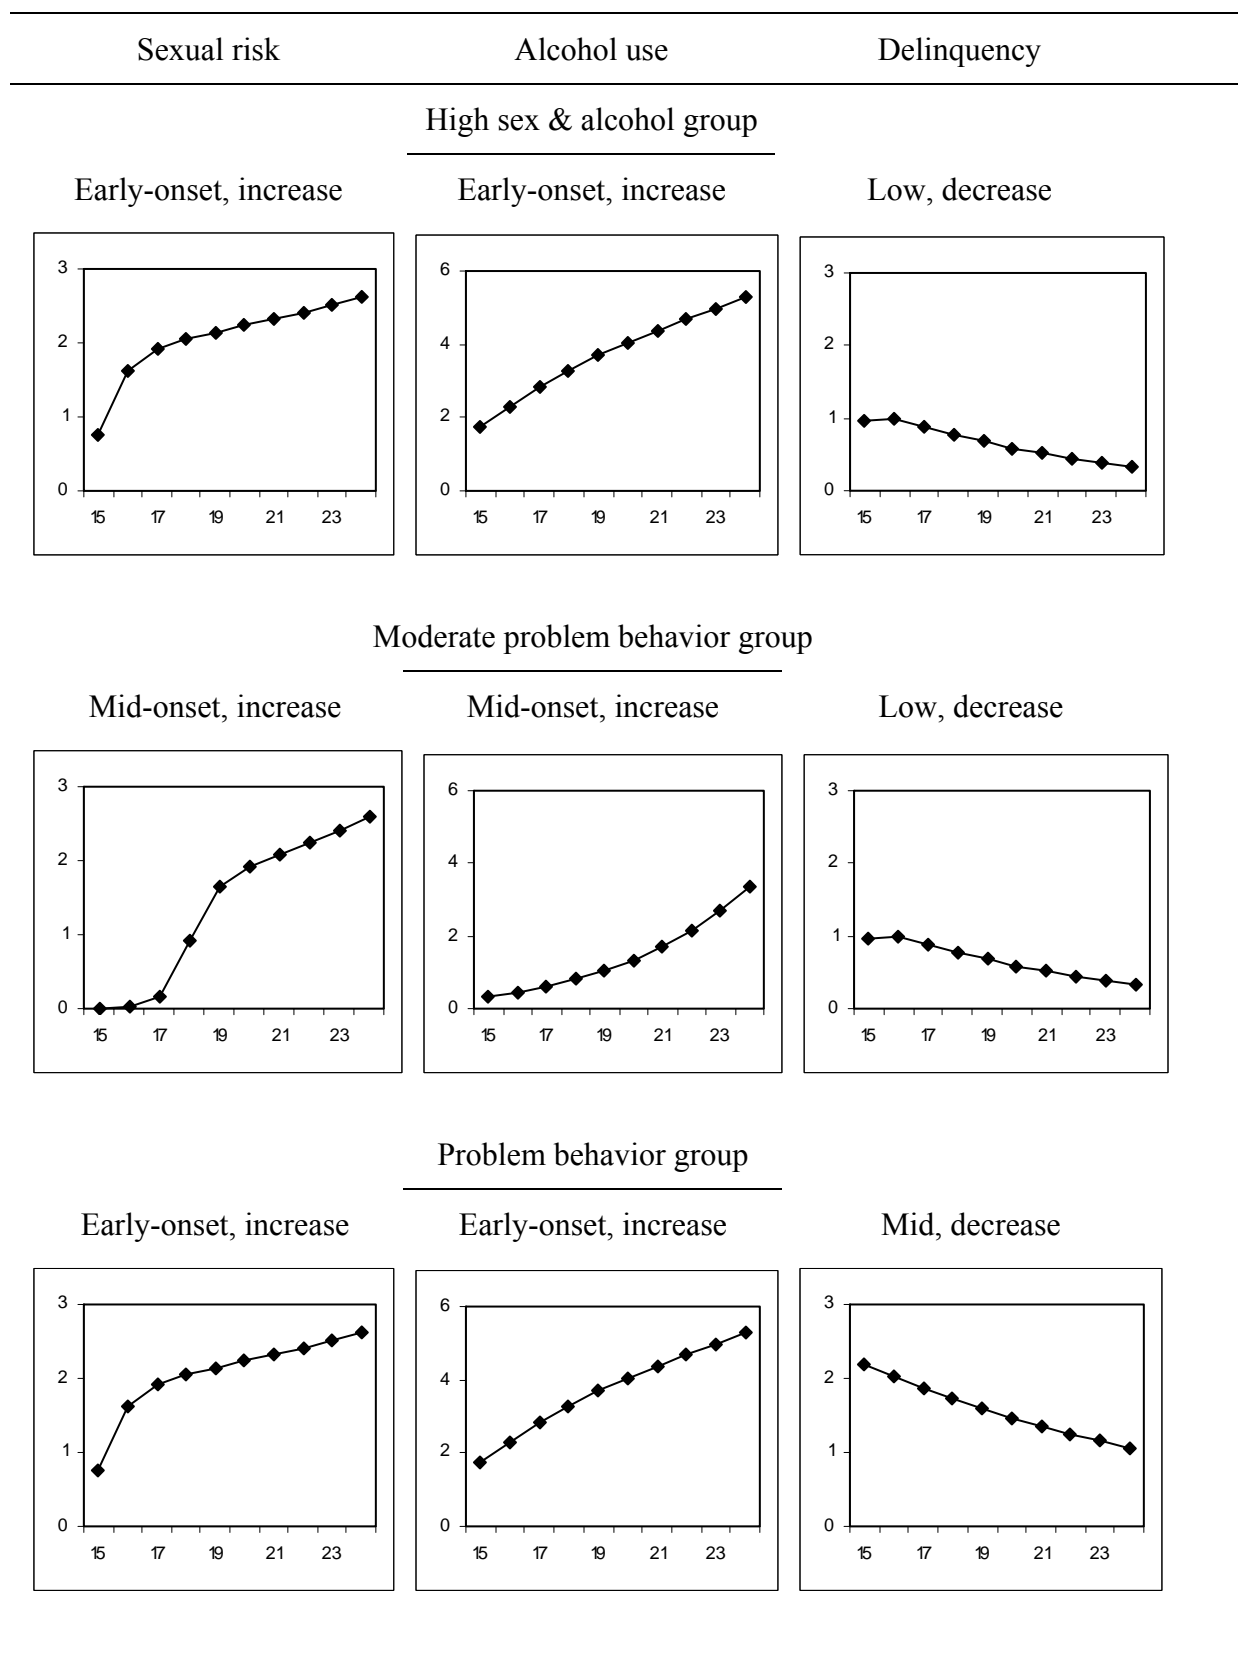 Sexual risk Alcohol use Delinquency
High sex & alcohol group
Early-onset, increase Early-onset, increase Low, decrease
3 6 3
2 4 2
1 2 1
0 0 0
15 17 19 21 23 15 17 19 21 23 15 17 19 21 23
Moderate problem behavior group
Mid-onset, increase Mid-onset, increase Low, decrease
3 6 3
2 4 2
1 2 1
0 0 0
15 17 19 21 23 15 17 19 21 23 15 17 19 21 23
Problem behavior group
Early-onset, increase Early-onset, increase Mid, decrease
3 6 3
2 4 2
1 2 1
0 0 0
15 17 19 21 23 15 17 19 21 23 15 17 19 21 23